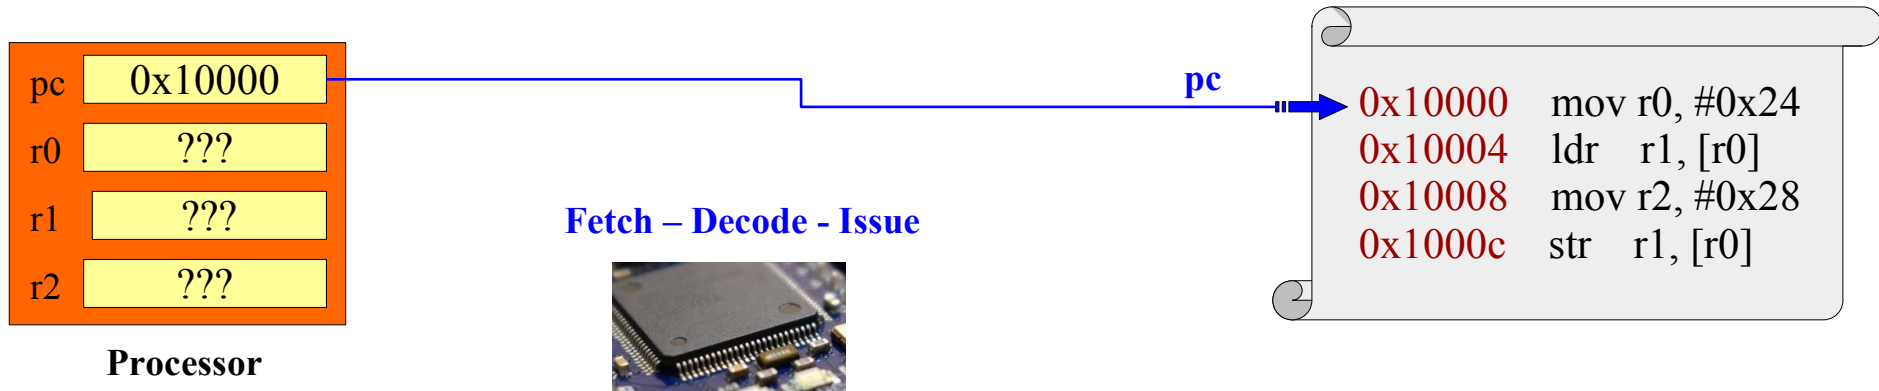 pc 0x10000
r0 ???
r1 ???
r2 ???
Processor
Fetch – Decode - Issue
pc
0x10000 mov r0, #0x24
0x10004 ldr r1, [r0]
0x10008 mov r2, #0x28
0x1000c str r1, [r0]